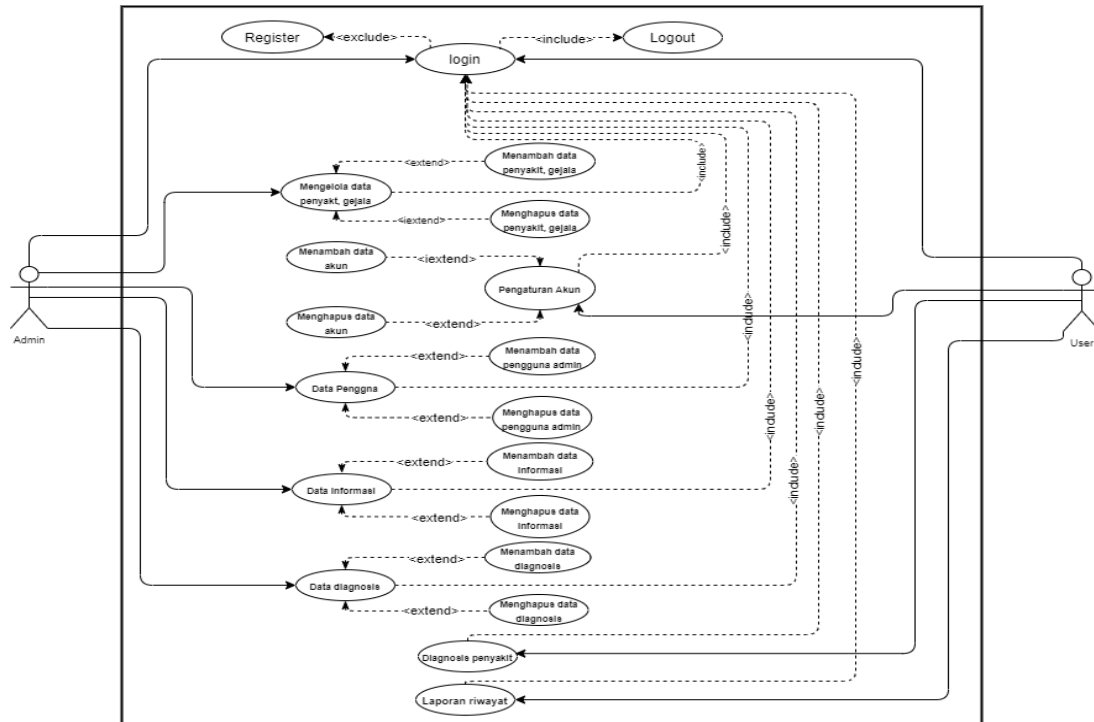 Register
<exclude>
<include>
Logout
login
<extend>
Menambah data
penyakit, gejala
Mengelola data
penyakt, gejala
<include>
<iextend>
Menghapus data
penyakit, gejala
Menambah data
akun
<iextend>
<include>
Pengaturan Akun
Menghapus data
akun
<extend>
<include>
Admin
User
<extend>
Menambah data
pengguna admin
Data Penggna
<include>
<include>
<extend>
Menghapus data
pengguna admin
<include>
<extend>
Menambah data
informasi
<include>
Data informasi
<extend>
Menghapus data
informasi
<extend>
Menambah data
diagnosis
Data diagnosis
<extend>
Menghapus data
diagnosis
Diagnosis penyakit
Laporan riwayat